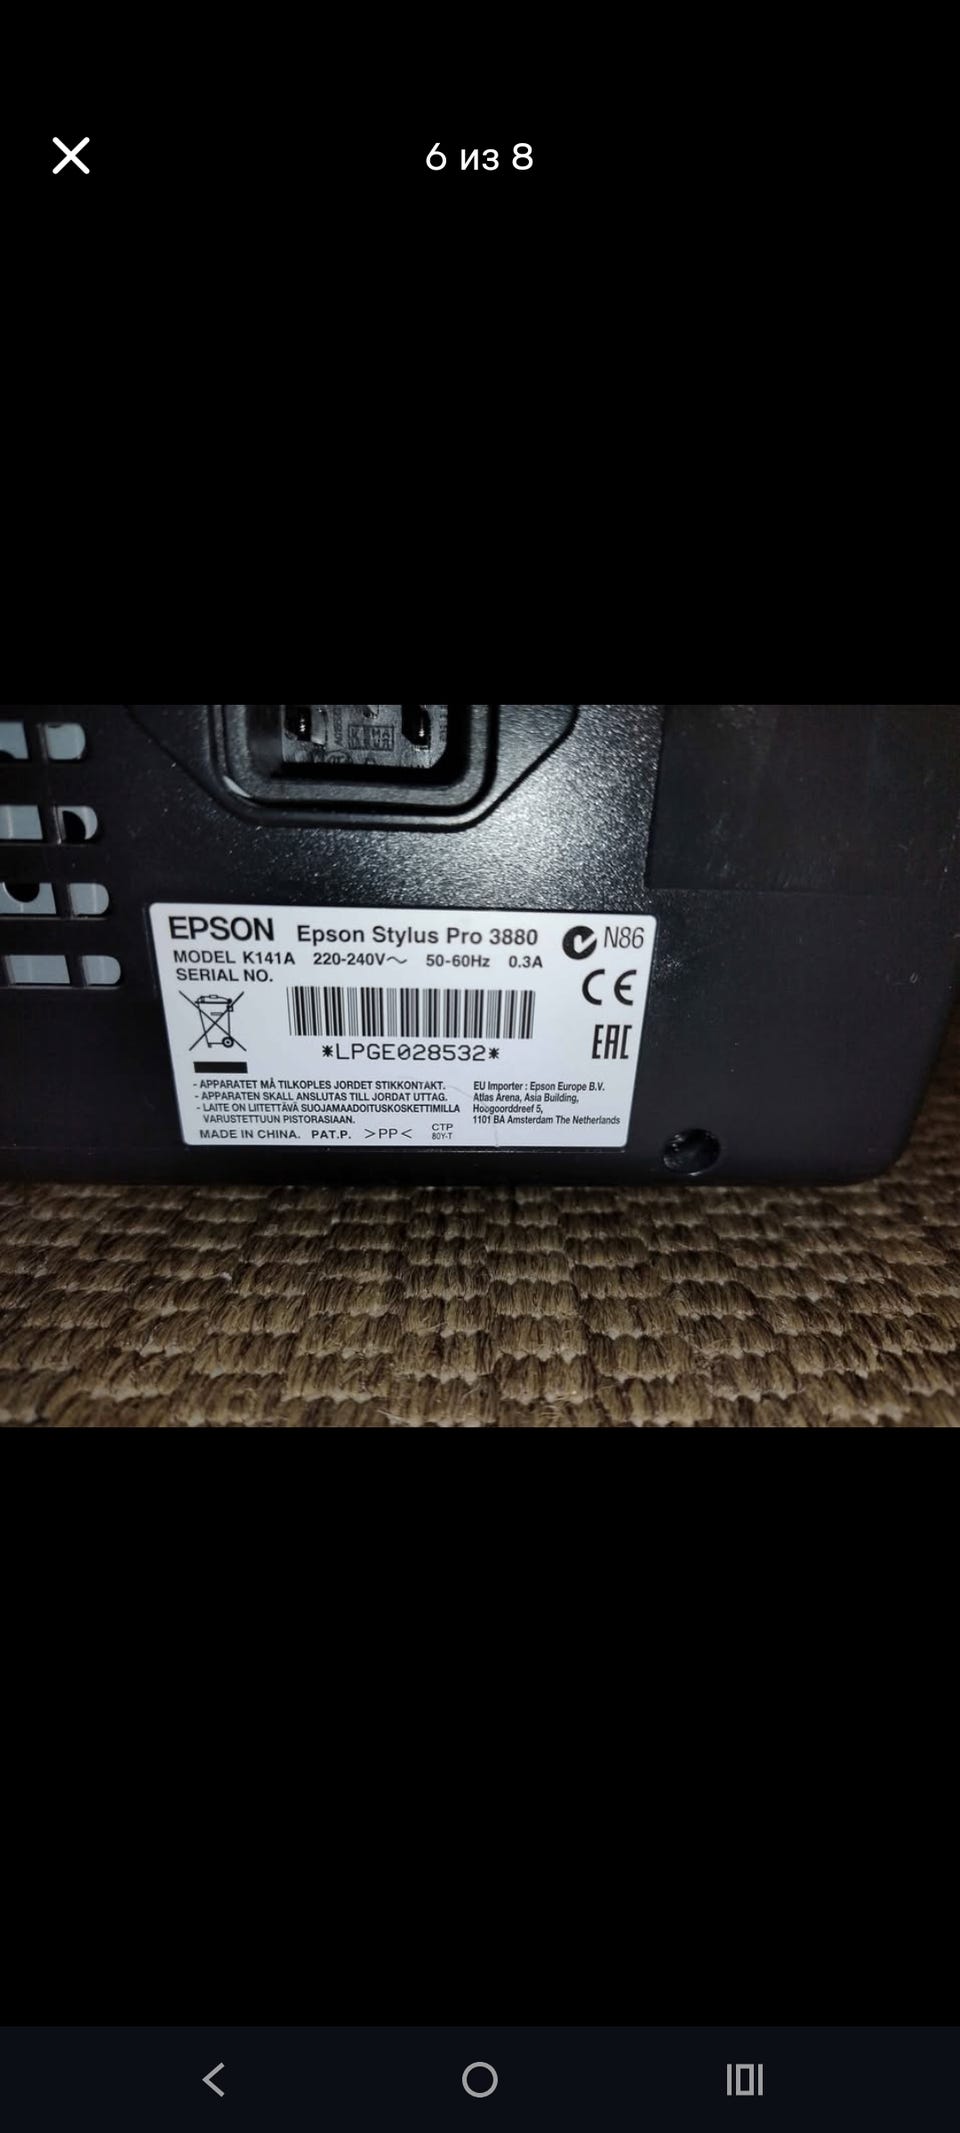 6 из 8
EPSON Epson Stylus Pro 3880 N86
MODEL K141A 220-240V~ 50-60Hz 0.3A
SERIAL NO.
CE
*LPGE028532*
EAC
- APPARATET MÅ TILKOPLES JORDET STIKKONTAKT.
- APPARATEN SKALL ANSLUTAS TILL JORDAT UTTAG.
- LAITE ON LIITETTÄVÄ SUOJAMAADOITUSKOSKETTIMILLA
VARUSTETTUUN PISTORASIAAN.
MADE IN CHINA. PAT.P. >PP< CTP
80Y-T
EU Importer : Epson Europe B.V.
Atlas Arena, Asia Building,
Hoogoorddreef 5,
1101 BA Amsterdam The Netherlands